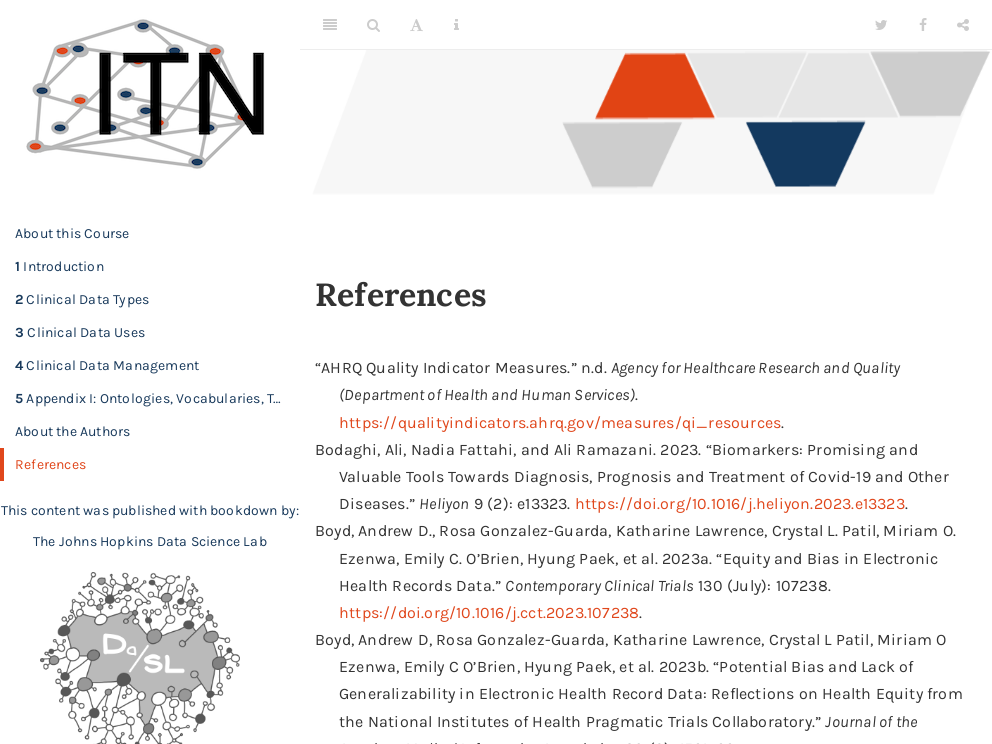 ITN
About this Course
1 Introduction
2 Clinical Data Types
3 Clinical Data Uses
4 Clinical Data Management
5 Appendix I: Ontologies, Vocabularies, T...
About the Authors
References
This content was published with bookdown by:
The Johns Hopkins Data Science Lab
Da/SL
References
“AHRQ Quality Indicator Measures.” n.d. Agency for Healthcare Research and Quality
(Department of Health and Human Services).
https://qualityindicators.ahrq.gov/measures/qi_resources.
Bodaghi, Ali, Nadia Fattahi, and Ali Ramazani. 2023. “Biomarkers: Promising and
Valuable Tools Towards Diagnosis, Prognosis and Treatment of Covid-19 and Other
Diseases.” Heliyon 9 (2): e13323. https://doi.org/10.1016/j.heliyon.2023.e13323.
Boyd, Andrew D., Rosa Gonzalez-Guarda, Katharine Lawrence, Crystal L. Patil, Miriam O.
Ezenwa, Emily C. O’Brien, Hyung Paek, et al. 2023a. “Equity and Bias in Electronic
Health Records Data.” Contemporary Clinical Trials 130 (July): 107238.
https://doi.org/10.1016/j.cct.2023.107238.
Boyd, Andrew D, Rosa Gonzalez-Guarda, Katharine Lawrence, Crystal L Patil, Miriam O
Ezenwa, Emily C O’Brien, Hyung Paek, et al. 2023b. “Potential Bias and Lack of
Generalizability in Electronic Health Record Data: Reflections on Health Equity from
the National Institutes of Health Pragmatic Trials Collaboratory.” Journal of the